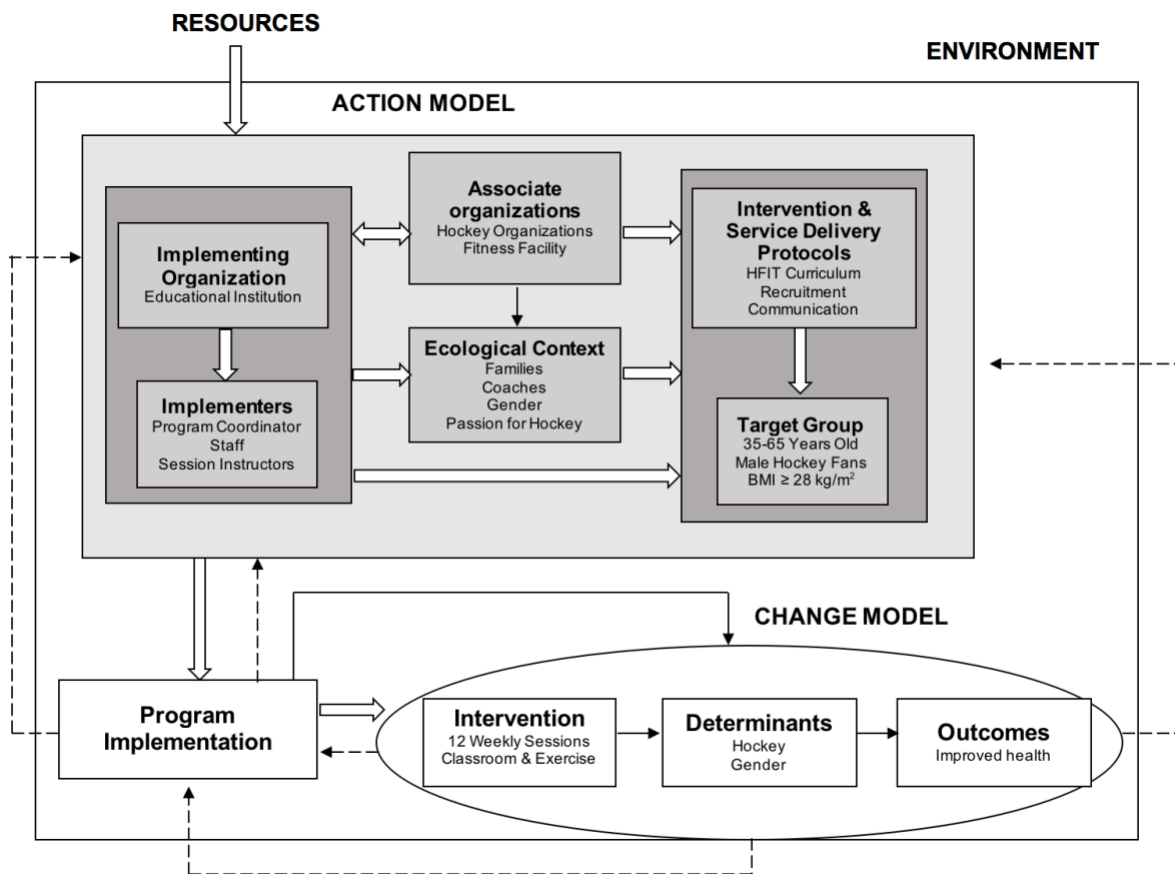 RESOURCES
ENVIRONMENT
ACTION MODEL
Implementing
Organization
Educational Institution
Implementers
Program Coordinator
Staff
Session Instructors
Associate
organizations
Hockey Organizations
Fitness Facility
Ecological Context
Families
Coaches
Gender
Passion for Hockey
Intervention &
Service Delivery
Protocols
HFIT Curriculum
Recruitment
Communication
Target Group
35-65 Years Old
Male Hockey Fans
BMI ≥ 28 kg/m²
CHANGE MODEL
Program
Implementation
Intervention
12 Weekly Sessions
Classroom & Exercise
Determinants
Hockey
Gender
Outcomes
Improved health